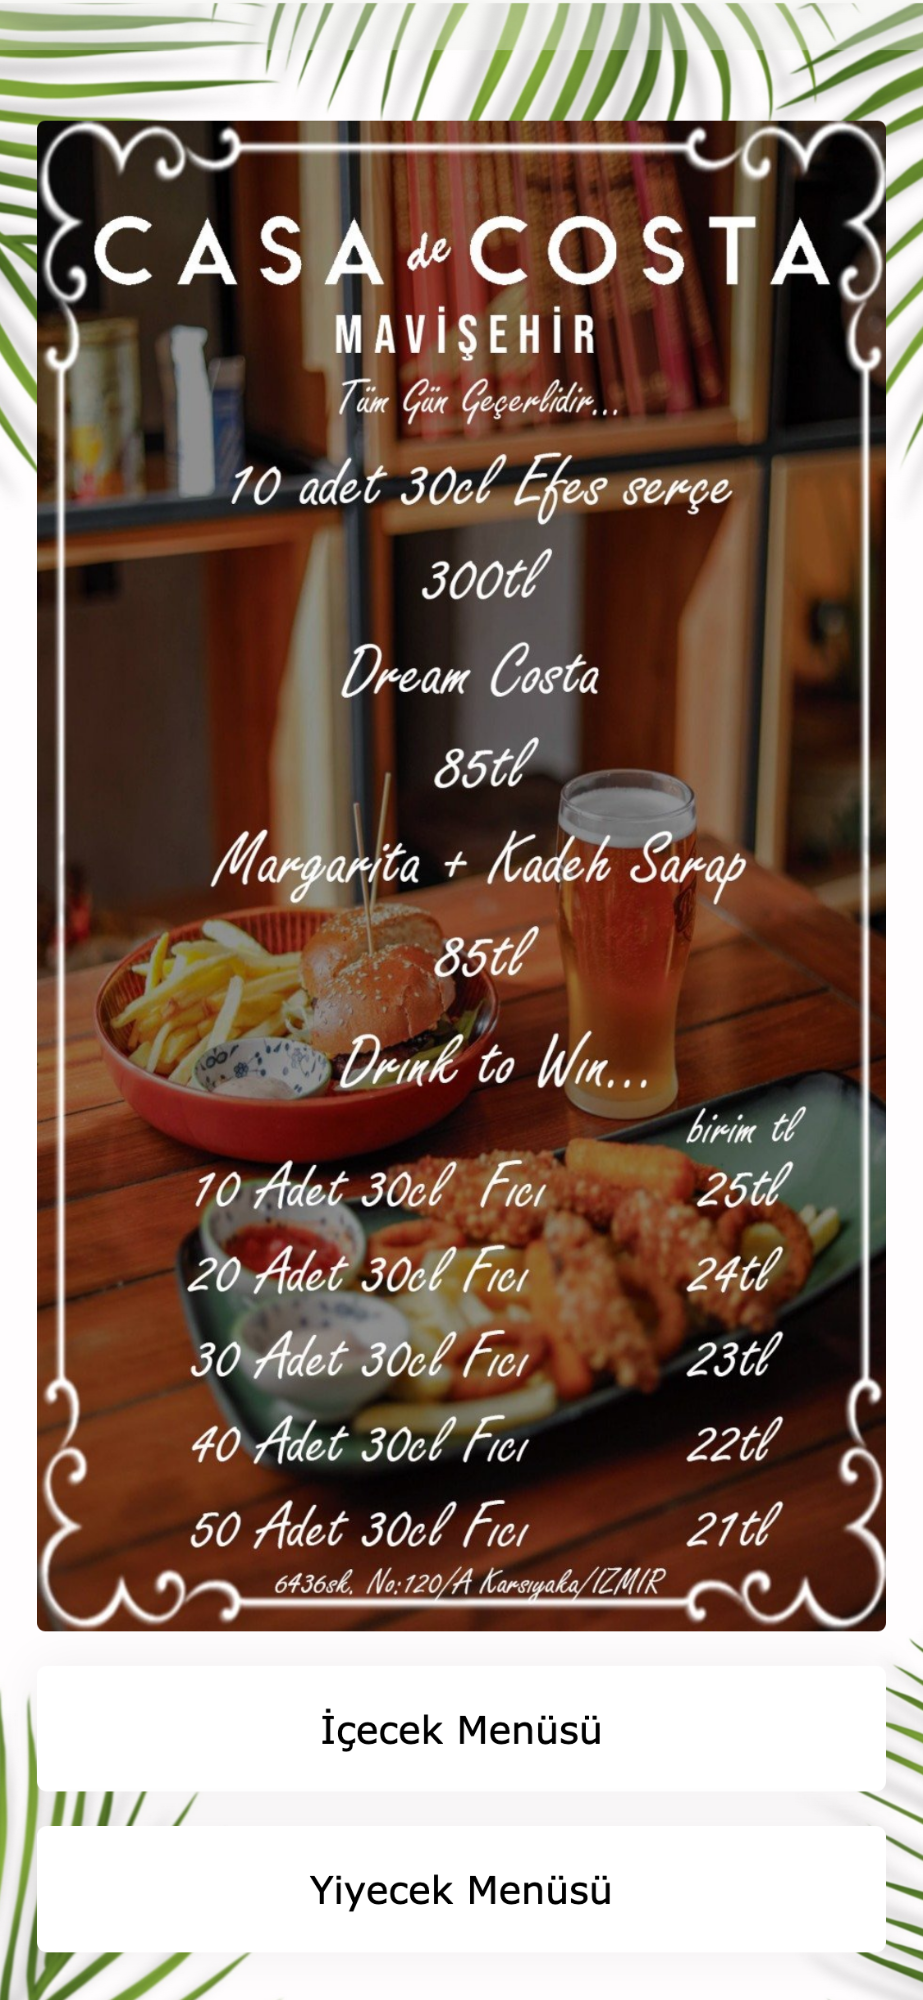 CASA de COSTA
MAVİŞEHİR
Tüm Gün Geçerlidir...
10 adet 30cl Efes serçe
300tl
Dream Costa
85tl
Margarita + Kadeh Sarap
85tl
Drınk to Wın...
birim tl
10 Adet 30cl Fıcı 25tl
20 Adet 30cl Fıcı 24tl
30 Adet 30cl Fıcı 23tl
40 Adet 30cl Fıcı 22tl
50 Adet 30cl Fıcı 21tl
6436sk. No:120/A Karsıyaka/IZMIR
İçecek Menüsü
Yiyecek Menüsü